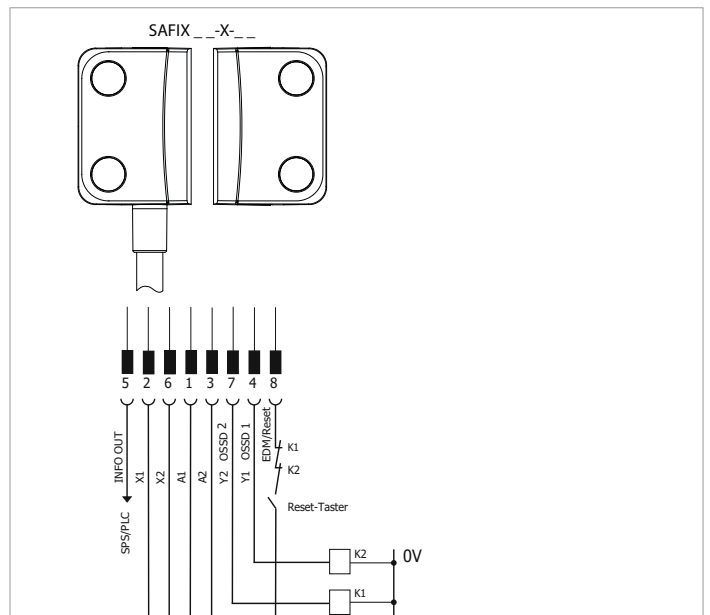 SAFIX _ _-X-_ _
5 2 6 1 3 7 4 8
INFO OUT
SPS/PLC
X1
X2
A1
A2
Y2 OSSD 2
Y1 OSSD 1
EDM/Reset
K1
K2
Reset-Taster
K2
0V
K1